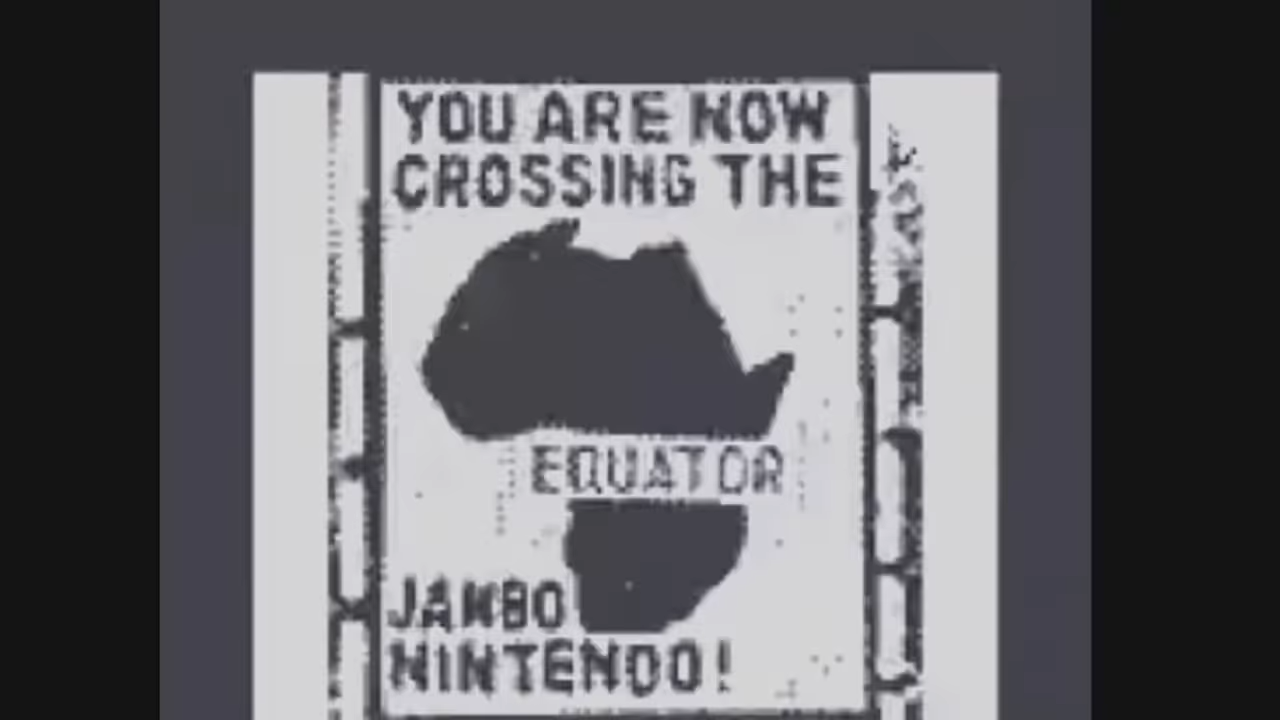 YOU ARE NOW
CROSSING THE
EQUATOR
JAMBO
NINTENDO!